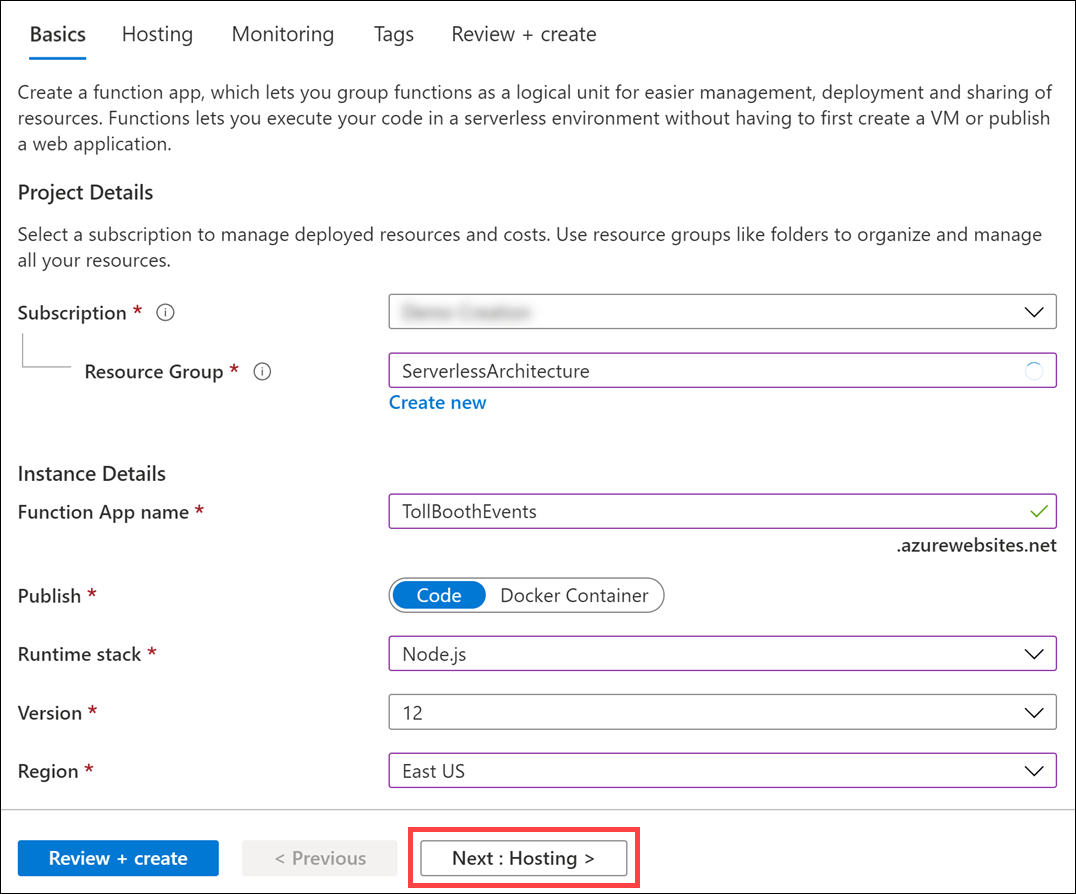 Basics Hosting Monitoring Tags Review + create
Create a function app, which lets you group functions as a logical unit for easier management, deployment and sharing of
resources. Functions lets you execute your code in a serverless environment without having to first create a VM or publish
a web application.
Project Details
Select a subscription to manage deployed resources and costs. Use resource groups like folders to organize and manage
all your resources.
Subscription *
Resource Group * ServerlessArchitecture
Create new
Instance Details
Function App name * TollBoothEvents
.azurewebsites.net
Publish * Code Docker Container
Runtime stack * Node.js
Version * 12
Region * East US
Review + create < Previous Next : Hosting >